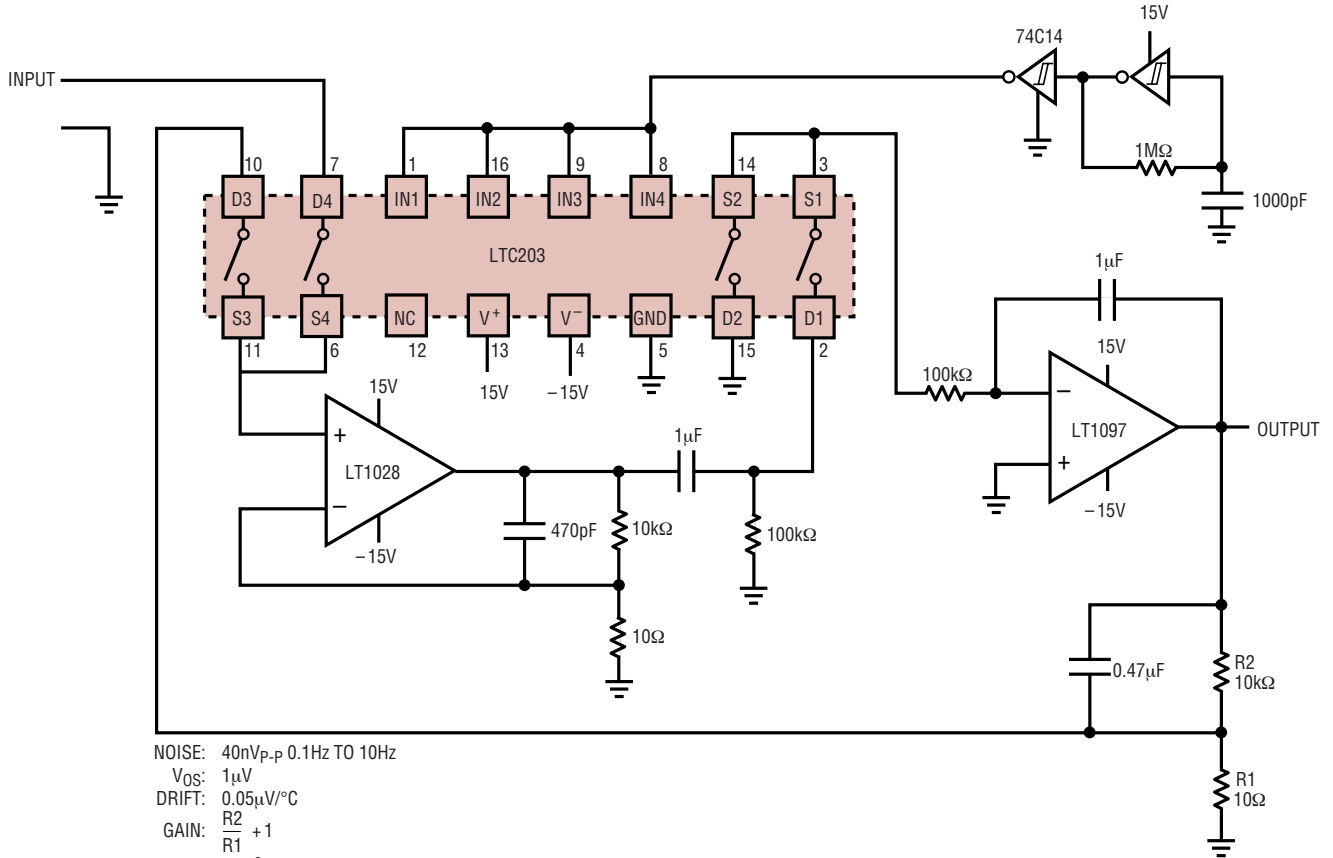 15V
74C14
INPUT
1MΩ
1000pF
10 7 1 16 9 8 14 3
D3 D4 IN1 IN2 IN3 IN4 S2 S1
LTC203
S3 S4 NC V+ V− GND D2 D1
11 6 12 13 4 5 15 2
15V −15V
1µF
15V
100kΩ
−
LT1097
+
−15V
OUTPUT
15V
+
LT1028
−
−15V
1µF
470pF
10kΩ
100kΩ
10Ω
0.47µF
R2
10kΩ
R1
10Ω
NOISE: 40nVP-P 0.1Hz TO 10Hz
VOS: 1µV
DRIFT: 0.05µV/°C
GAIN: R2
R1 + 1